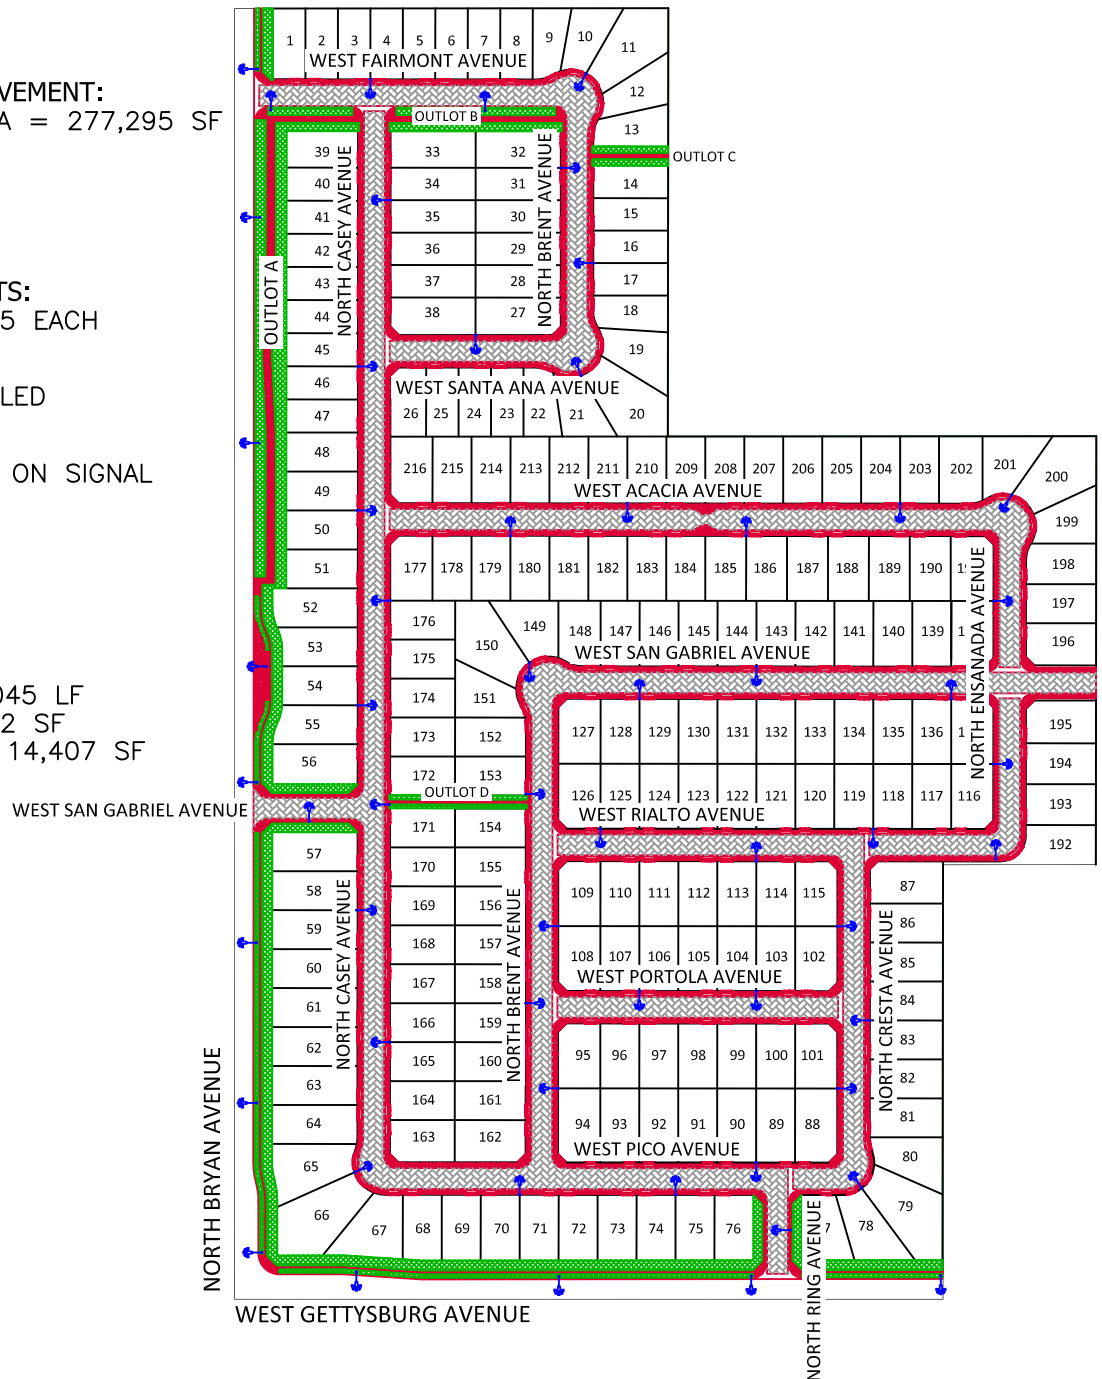 VEMENT:
A = 277,295 SF
TS:
5 EACH
LED
ON SIGNAL
045 LF
2 SF
14,407 SF
1 2 3 4 5 6 7 8 9 10 11
WEST FAIRMONT AVENUE
12
13
OUTLOT B
OUTLOT C
39 33 32
40 34 31 14
41 35 30 15
42 36 29 16
43 37 28 17
44 38 27 18
45 19
46
47
48
49
50
51
52
53
54
55
56
OUTLOT A
NORTH CASEY AVENUE
NORTH BRENT AVENUE
WEST SANTA ANA AVENUE
26 25 24 23 22 21 20
216 215 214 213 212 211 210 209 208 207 206 205 204 203 202 201 200
WEST ACACIA AVENUE
199
177 178 179 180 181 182 183 184 185 186 187 188 189 190
198
197
196
NORTH ENSANADA AVENUE
176
175
174
173
172
150 149 148 147 146 145 144 143 142 141 140 139
WEST SAN GABRIEL AVENUE
151
152
153
127 128 129 130 131 132 133 134 135 136
195
194
193
192
126 125 124 123 122 121 120 119 118 117 116
WEST RIALTO AVENUE
OUTLOT D
WEST SAN GABRIEL AVENUE
171 154
170 155
169 156
168 157
167 158
166 159
165 160
164 161
163 162
57
58
59
60
61
62
63
64
65
66
NORTH CASEY AVENUE
NORTH BRENT AVENUE
109 110 111 112 113 114 115
108 107 106 105 104 103 102
WEST PORTOLA AVENUE
95 96 97 98 99 100 101
94 93 92 91 90 89 88
WEST PICO AVENUE
87
86
85
84
83
82
81
80
79
78
NORTH CRESTA AVENUE
67 68 69 70 71 72 73 74 75 76
7
NORTH RING AVENUE
NORTH BRYAN AVENUE
WEST GETTYSBURG AVENUE